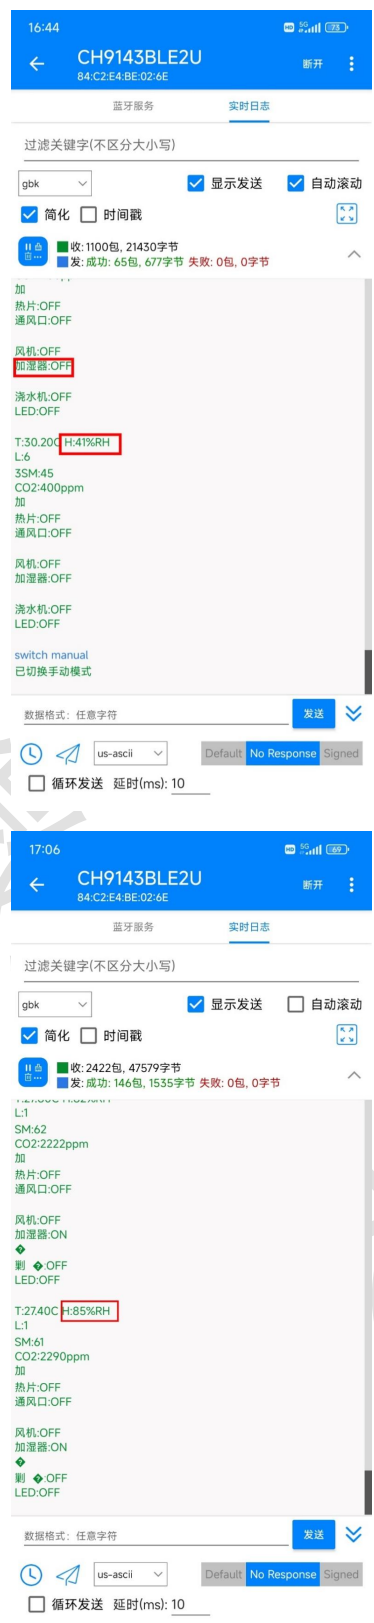 16:44
HD 5G 73
CH9143BLE2U
断开
84:C2:E4:BE:02:6E
蓝牙服务 实时日志
过滤关键字(不区分大小写)
gbk 显示发送 自动滚动
简化 时间戳
收: 1100包, 21430字节
发: 成功: 65包, 677字节 失败: 0包, 0字节
加
热片:OFF
通风口:OFF
风机:OFF
加湿器:OFF
浇水机:OFF
LED:OFF
T:30.20C H:41%RH
L:6
3SM:45
CO2:400ppm
加
热片:OFF
通风口:OFF
风机:OFF
加湿器:OFF
浇水机:OFF
LED:OFF
switch manual
已切换手动模式
数据格式: 任意字符 发送
us-ascii Default No Response Signed
循环发送 延时(ms): 10
17:06
HD 5G 69
CH9143BLE2U
断开
84:C2:E4:BE:02:6E
蓝牙服务 实时日志
过滤关键字(不区分大小写)
gbk 显示发送 自动滚动
简化 时间戳
收: 2422包, 47579字节
发: 成功: 146包, 1535字节 失败: 0包, 0字节
L:1
SM:62
CO2:2222ppm
加
热片:OFF
通风口:OFF
风机:OFF
加湿器:ON
�
剿 �:OFF
LED:OFF
T:27.40C H:85%RH
L:1
SM:61
CO2:2290ppm
加
热片:OFF
通风口:OFF
风机:OFF
加湿器:ON
�
剿 �:OFF
LED:OFF
数据格式: 任意字符 发送
us-ascii Default No Response Signed
循环发送 延时(ms): 10